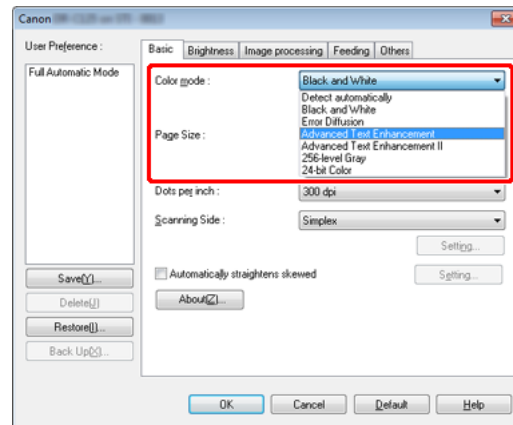 Canon
User Preference :
Full Automatic Mode
Save(Y)...
Delete(J)
Restore(I)...
Back Up(X)...
Basic Brightness Image processing Feeding Others
Color mode : Black and White
Detect automatically
Black and White
Error Diffusion
Advanced Text Enhancement
Advanced Text Enhancement II
256-level Gray
24-bit Color
Page Size :
Dots per inch : 300 dpi
Scanning Side : Simplex
Setting...
Automatically straightens skewed Setting...
About(Z)...
OK Cancel Default Help